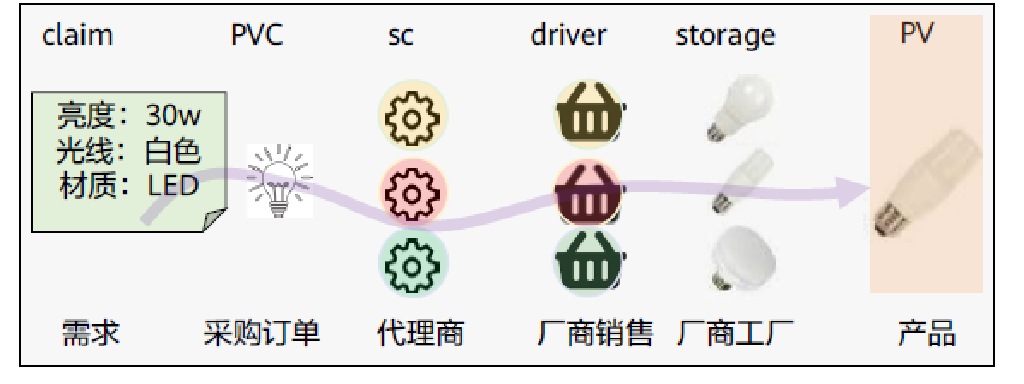 claim PVC sc driver storage PV
亮度：30w
光线：白色
材质：LED
需求 采购订单 代理商 厂商销售 厂商工厂 产品